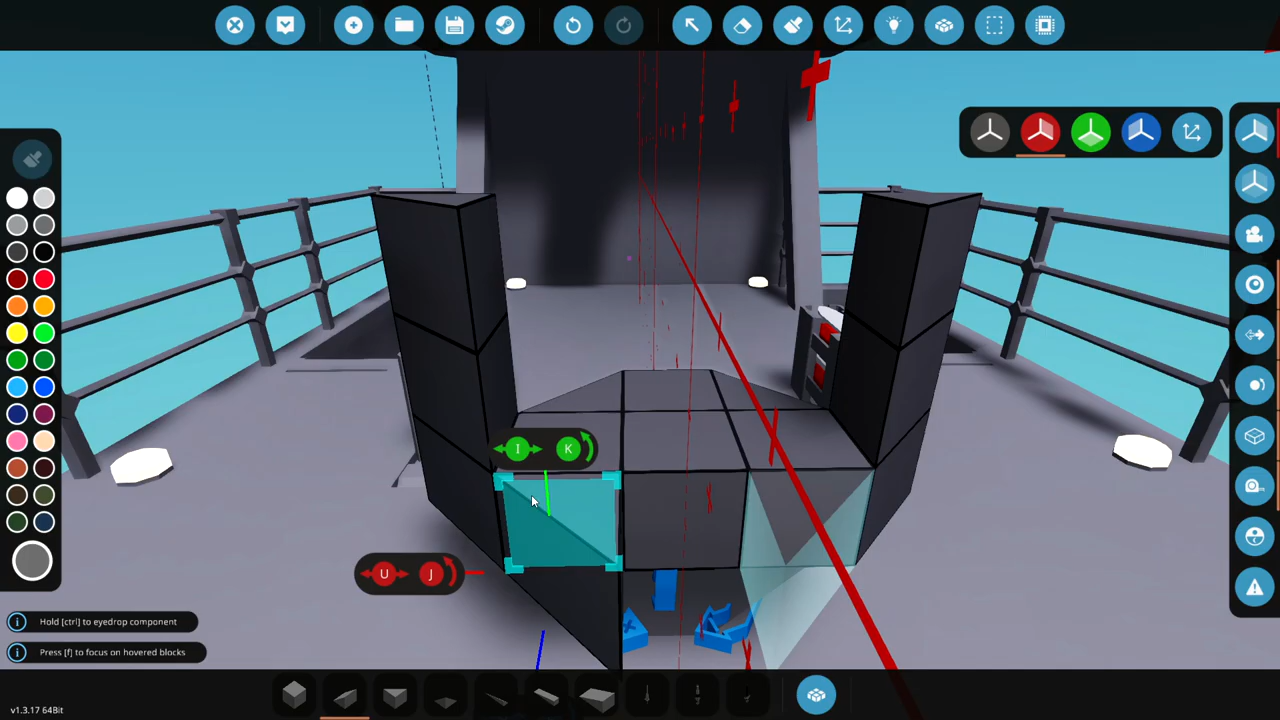 I K
U J
Hold [ctrl] to eyedrop component
Press [f] to focus on hovered blocks
v1.3.17 64Bit